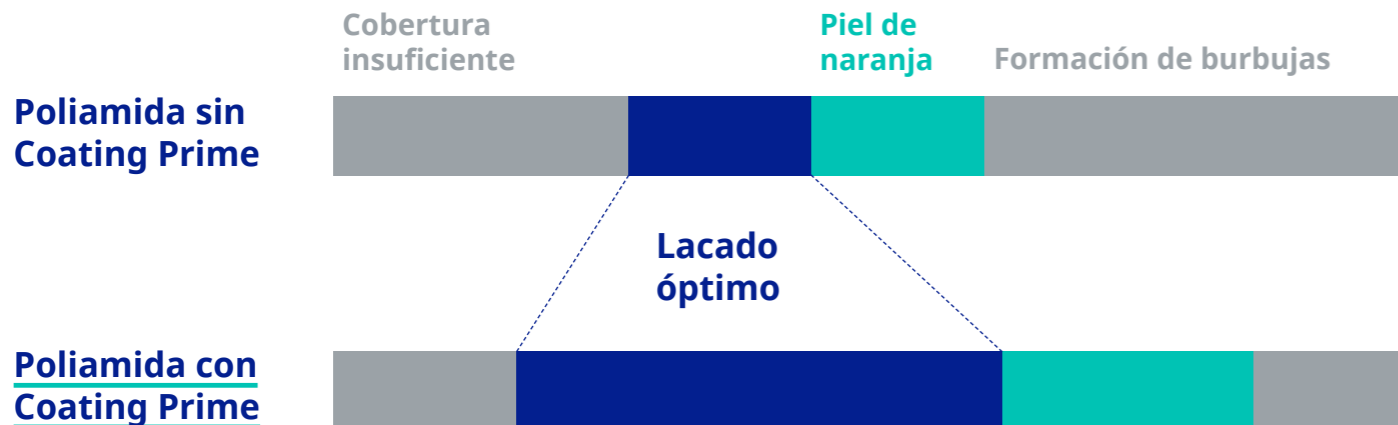 Cobertura
insuficiente
Piel de
naranja
Formación de burbujas
Poliamida sin
Coating Prime
Lacado
óptimo
Poliamida con
Coating Prime